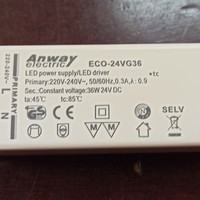 Anway
electric
ECO-24VG36
LED power supply/LED driver
•tc
Primary:220V-240V~, 50/60Hz,0.3A,λ: 0.9
Sec: Constant voltage:36W 24V DC
ta:45°C tc:85°C
SELV
220-240V~
PRIMARY
L N
M M